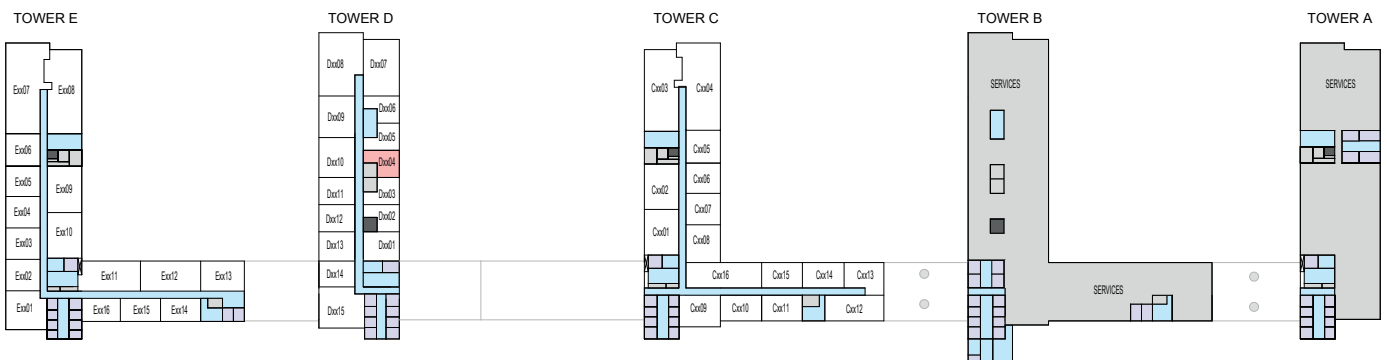 TOWER E
TOWER D
TOWER C
TOWER B
TOWER A
Exx07
Exx08
Exx06
Exx05
Exx09
Exx04
Exx03
Exx10
Exx02
Exx11
Exx12
Exx13
Exx01
Exx16
Exx15
Exx14
Dxx08
Dxx07
Dxx09
Dxx06
Dxx05
Dxx10
Dxx04
Dxx11
Dxx03
Dxx12
Dxx02
Dxx13
Dxx01
Dxx14
Dxx15
Cxx03
Cxx04
Cxx05
Cxx06
Cxx02
Cxx07
Cxx01
Cxx08
Cxx16
Cxx15
Cxx14
Cxx13
Cxx09
Cxx10
Cxx11
Cxx12
SERVICES
SERVICES
SERVICES